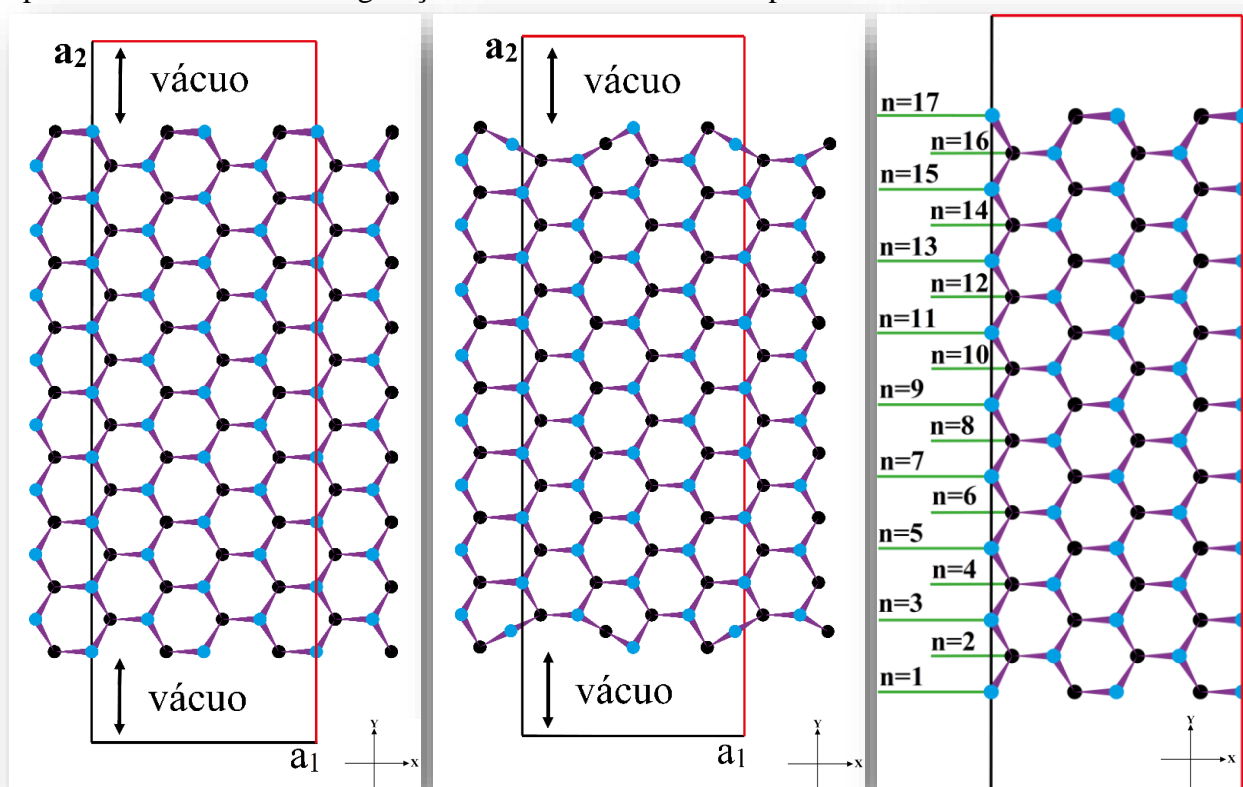 a₂
vácuo
vácuo
a₁
Y
X
a₂
vácuo
vácuo
a₁
Y
X
n=17
n=16
n=15
n=14
n=13
n=12
n=11
n=10
n=9
n=8
n=7
n=6
n=5
n=4
n=3
n=2
n=1
Y
X